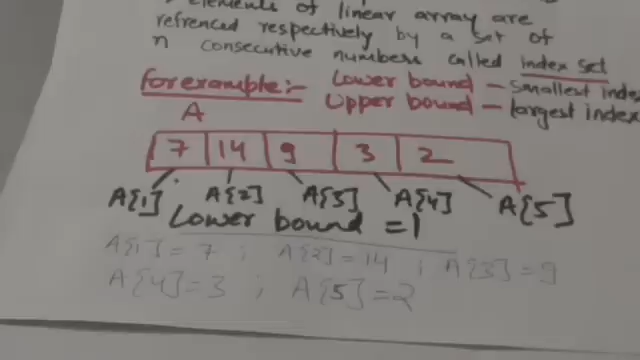 elements of linear array are
refrenced respectively by a set of
n consecutive numbers called index set
For example:- Lower bound - smallest index
Upper bound - largest index
A
7 14 9 3 2
A[1] A[2] A[3] A[4] A[5]
Lower bound = 1
A[1] = 7 ; A[2] = 14 ; A[3] = 9
A[4] = 3 ; A[5] = 2